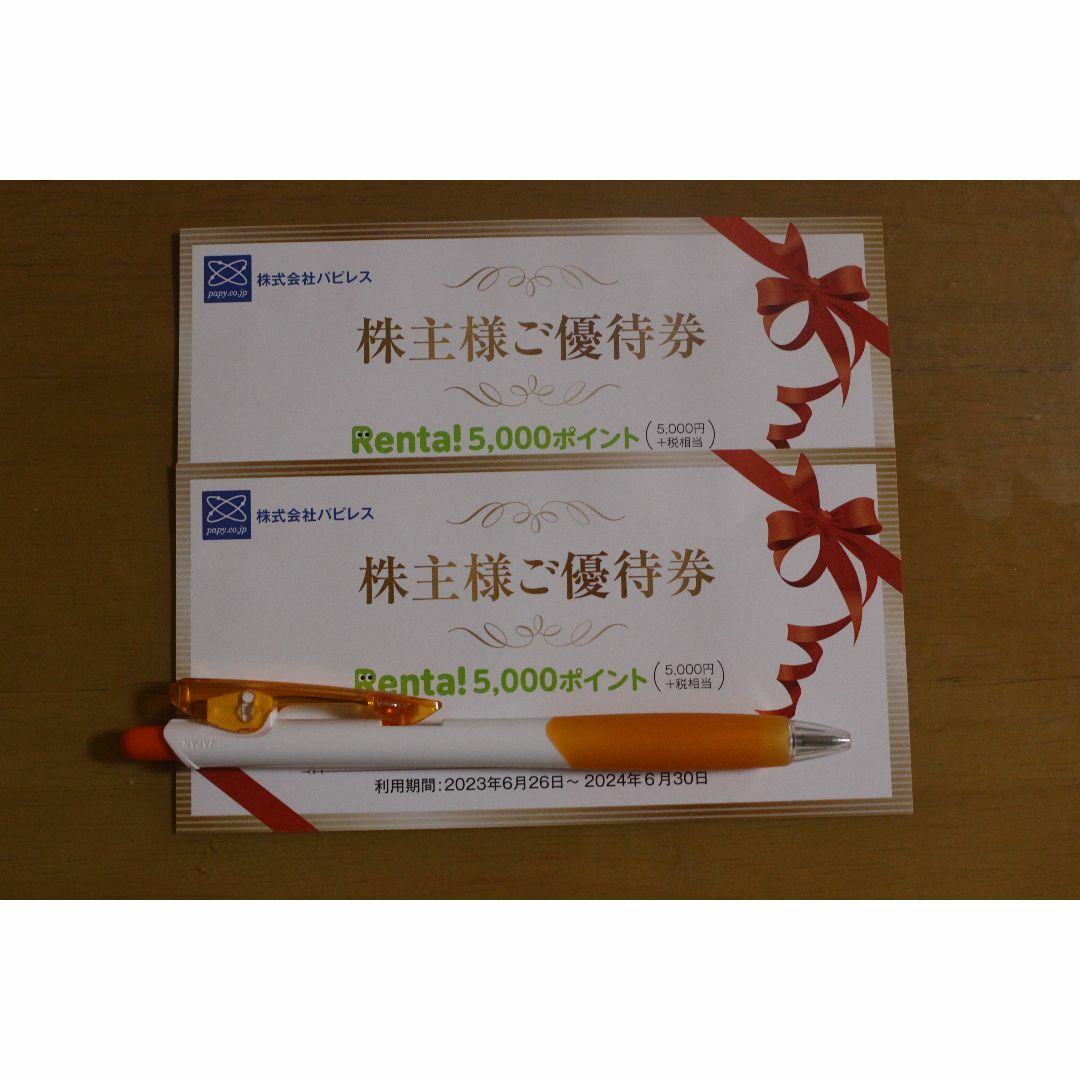 papy.co.jp 株式会社パピレス
株主様ご優待券
Renta! 5,000ポイント (5,000円
+税相当)
papy.co.jp 株式会社パピレス
株主様ご優待券
Renta! 5,000ポイント (5,000円
+税相当)
JAPAN
利用期間:2023年6月26日～2024年6月30日